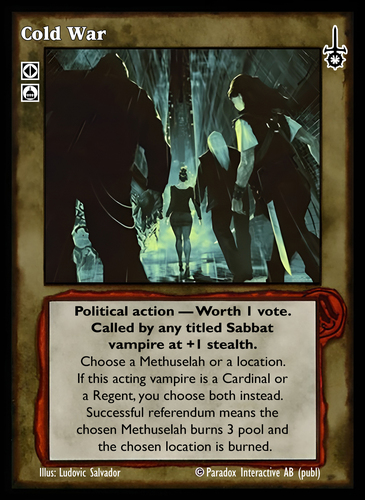 Cold War
Political action — Worth 1 vote.
Called by any titled Sabbat
vampire at +1 stealth.
Choose a Methuselah or a location.
If this acting vampire is a Cardinal or
a Regent, you choose both instead.
Successful referendum means the
chosen Methuselah burns 3 pool and
the chosen location is burned.
Illus: Ludovic Salvador © Paradox Interactive AB (publ)